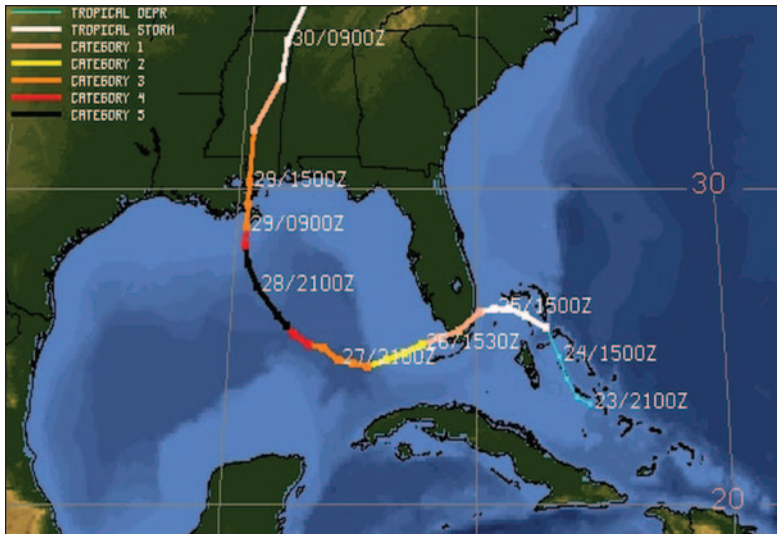 TROPICAL DEPR
TROPICAL STORM
CATEGORY 1
CATEGORY 2
CATEGORY 3
CATEGORY 4
CATEGORY 5
30/0900Z
29/1500Z
30
29/0900Z
28/2100Z
25/1500Z
26/1530Z
27/2100Z
24/1500Z
23/2100Z
20